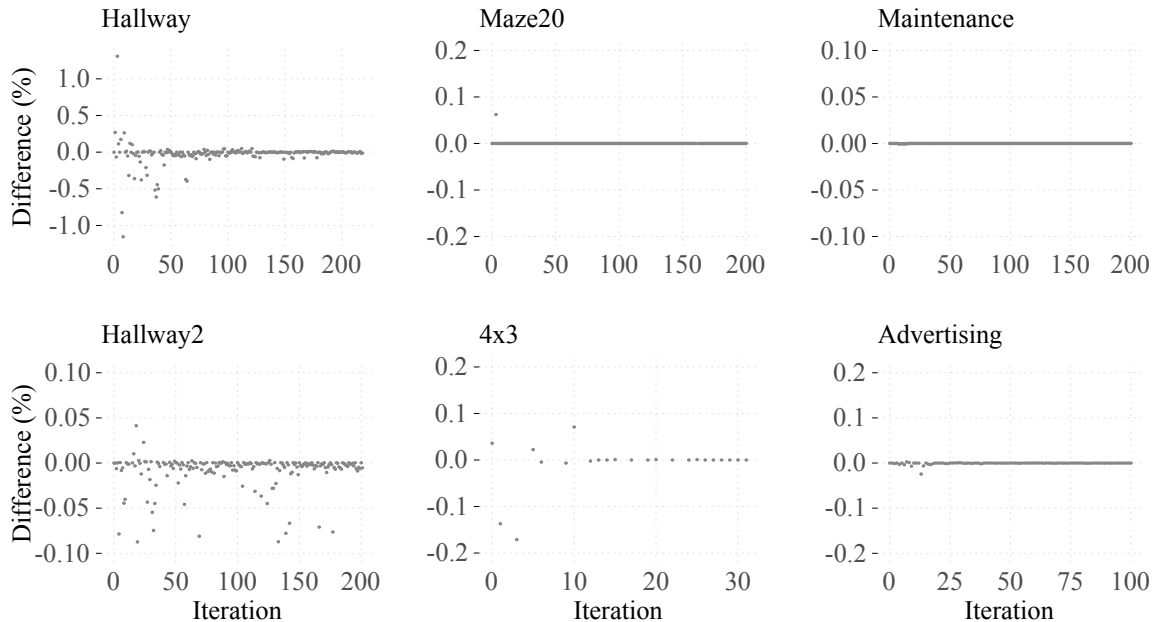 Hallway Maze20 Maintenance
Difference (%)
1.0
0.5
0.0
-0.5
-1.0
0 50 100 150 200
0.2
0.1
0.0
-0.1
-0.2
0 50 100 150 200
0.10
0.05
0.00
-0.05
-0.10
0 50 100 150 200
Hallway2 4x3 Advertising
Difference (%)
0.10
0.05
0.00
-0.05
-0.10
0 50 100 150 200
Iteration
0.2
0.1
0.0
-0.1
-0.2
0 10 20 30
Iteration
0.2
0.1
0.0
-0.1
-0.2
0 25 50 75 100
Iteration